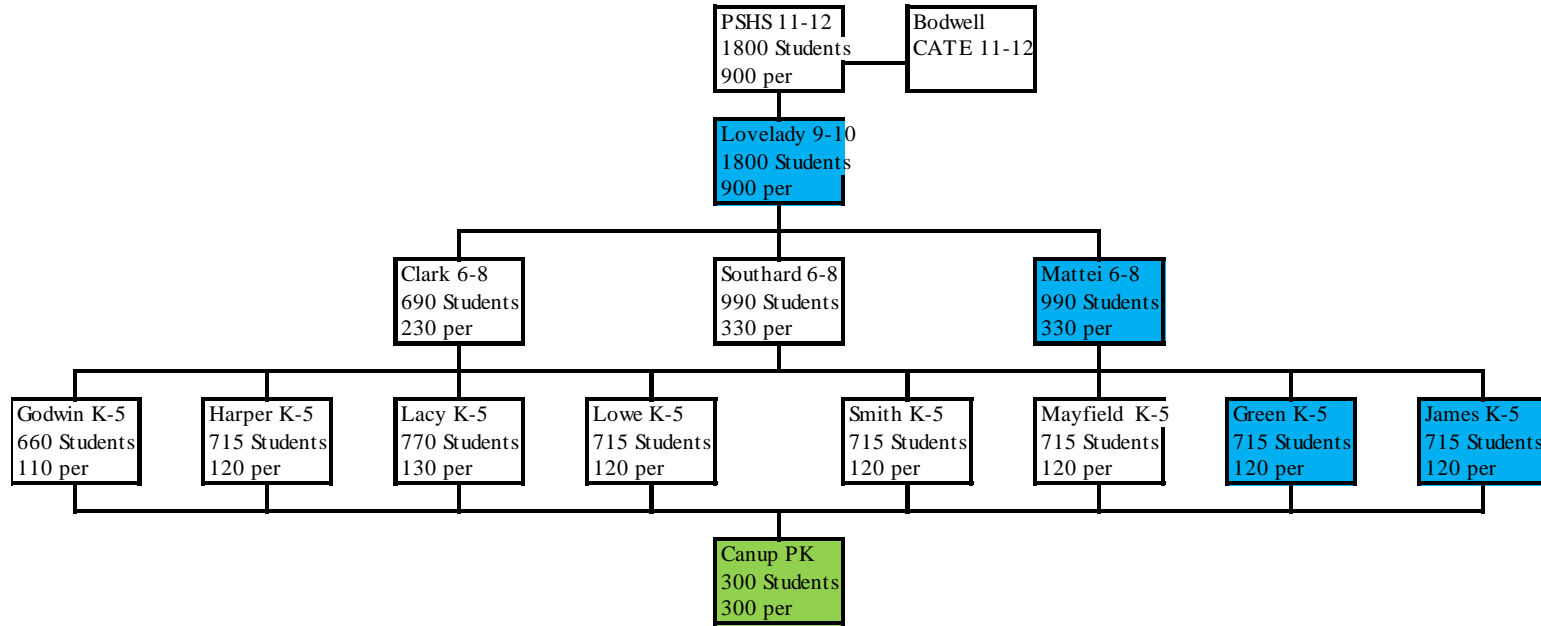 PSHS 11-12
1800 Students
900 per
Bodwell
CATE 11-12
Lovelady 9-10
1800 Students
900 per
Clark 6-8
690 Students
230 per
Southard 6-8
990 Students
330 per
Mattei 6-8
990 Students
330 per
Godwin K-5
660 Students
110 per
Harper K-5
715 Students
120 per
Lacy K-5
770 Students
130 per
Lowe K-5
715 Students
120 per
Smith K-5
715 Students
120 per
Mayfield K-5
715 Students
120 per
Green K-5
715 Students
120 per
James K-5
715 Students
120 per
Canup PK
300 Students
300 per